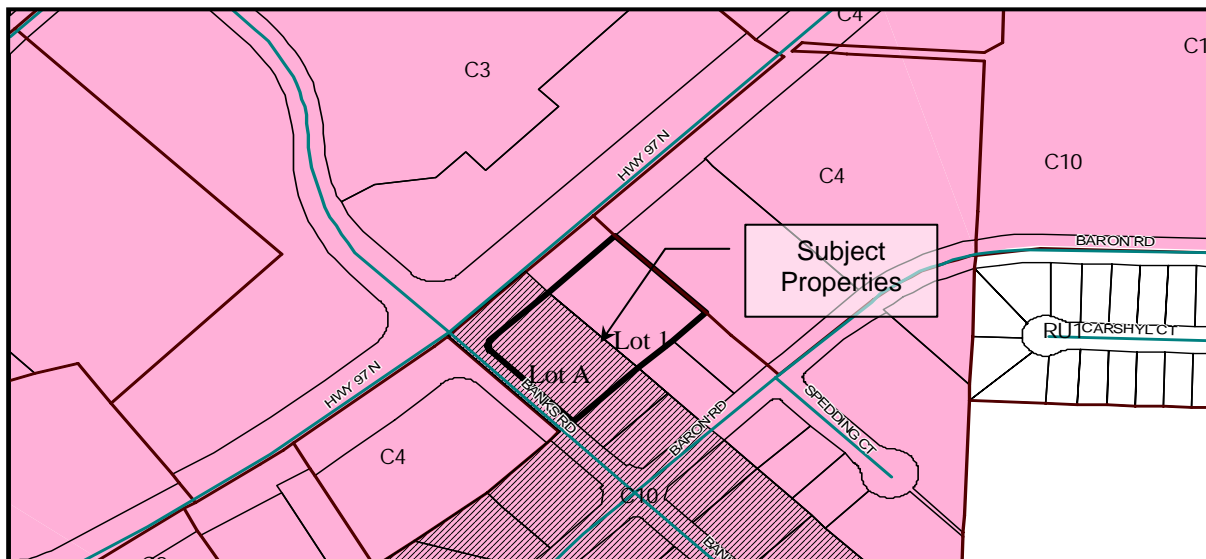 C4
C1
C3
HWY 97 N
C10
C4
Subject
Properties
BARON RD
Lot 1
RU1
CARSHYL CT
Lot A
HWY 97 N
BANKS RD
BARON RD
SPEDDING CT
C4
C10